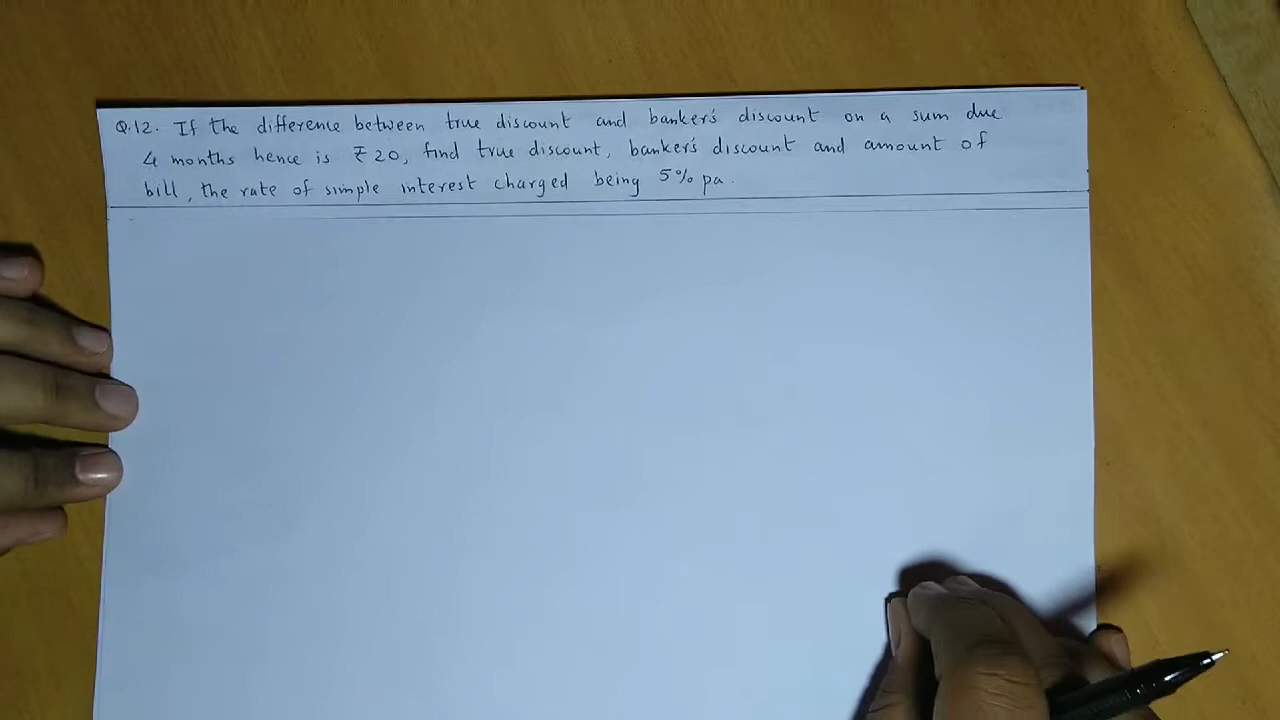 Q.12. If the difference between true discount and banker's discount on a sum due
4 months hence is ₹ 20, find true discount, banker's discount and amount of
bill, the rate of simple interest charged being 5% pa.